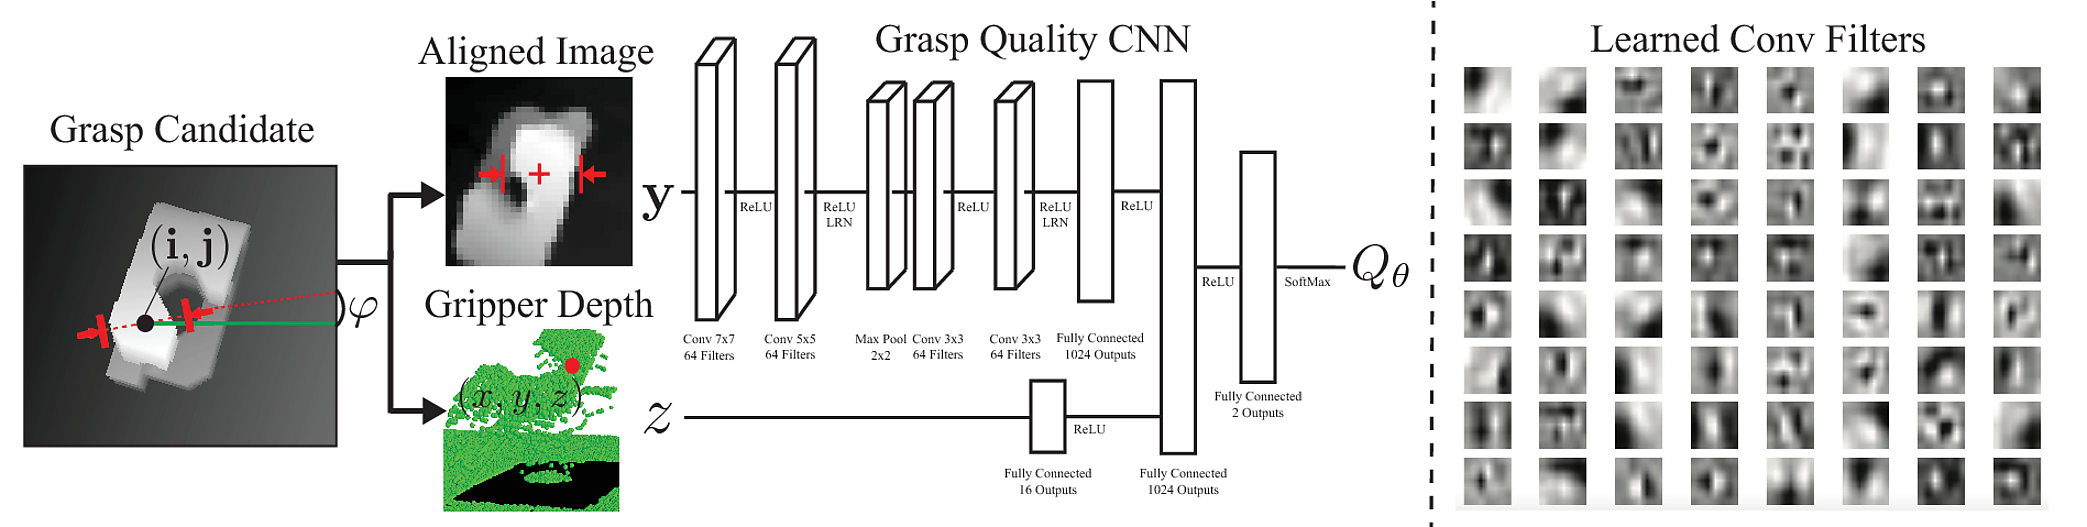 Grasp Candidate
(i, j)
φ
Aligned Image
Gripper Depth
(x, y, z)
Grasp Quality CNN
y
ReLU
ReLU
LRN
ReLU
ReLU
LRN
ReLU
Conv 7x7
64 Filters
Conv 5x5
64 Filters
Max Pool
2x2
Conv 3x3
64 Filters
Conv 3x3
64 Filters
Fully Connected
1024 Outputs
z
Fully Connected
16 Outputs
ReLU
Fully Connected
1024 Outputs
ReLU
Fully Connected
2 Outputs
SoftMax
Qθ
Learned Conv Filters